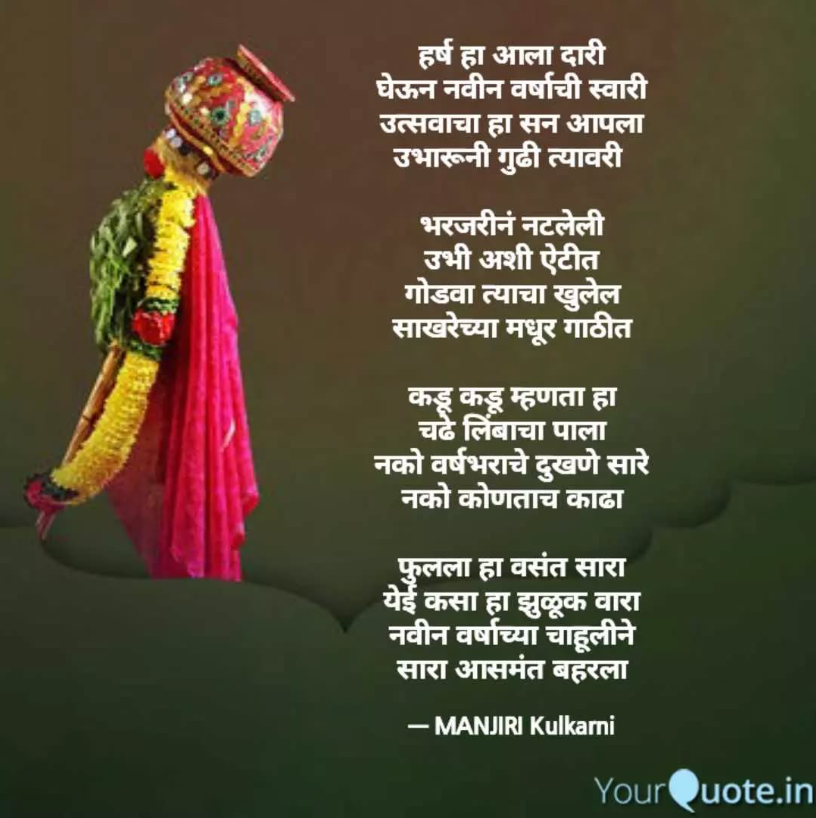 हर्ष हा आला दारी
घेऊन नवीन वर्षाची स्वारी
उत्सवाचा हा सन आपला
उभारूनी गुढी त्यावरी
भरजरीनं नटलेली
उभी अशी ऐटीत
गोडवा त्याचा खुलेल
साखरेच्या मधूर गाठीत
कडू कडू म्हणता हा
चढे लिंबाचा पाला
नको वर्षभराचे दुखणे सारे
नको कोणताच काढा
फुलला हा वसंत सारा
येई कसा हा झुळूक वारा
नवीन वर्षाच्या चाहूलीने
सारा आसमंत बहरला
— MANJIRI Kulkarni
YourQuote.in